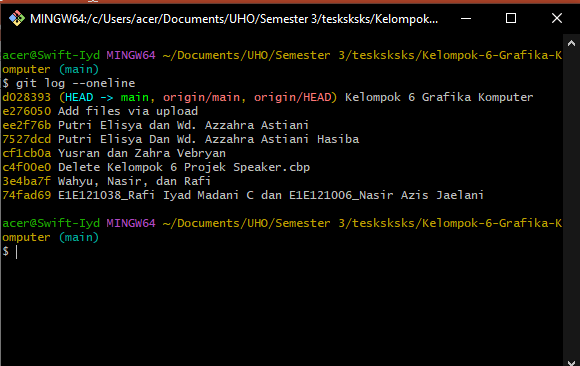 MINGW64:/c/Users/acer/Documents/UHO/Semester 3/tesksksks/Kelompok...
acer@Swift-Iyd MINGW64 ~/Documents/UHO/Semester 3/tesksksks/Kelompok-6-Grafika-K
omputer (main)
$ git log --oneline
d028393 (HEAD -> main, origin/main, origin/HEAD) Kelompok 6 Grafika Komputer
e276050 Add files via upload
ee2f76b Putri Elisya dan Wd. Azzahra Astiani
7527dcd Putri Elisya Dan Wd. Azzahra Astiani Hasiba
cf1cb0a Yusran dan Zahra Vebryan
c4f00e0 Delete Kelompok 6 Projek Speaker.cbp
3e4ba7f Wahyu, Nasir, dan Rafi
74fad69 E1E121038_Rafi Iyad Madani C dan E1E121006_Nasir Azis Jaelani
acer@Swift-Iyd MINGW64 ~/Documents/UHO/Semester 3/tesksksks/Kelompok-6-Grafika-K
omputer (main)
$